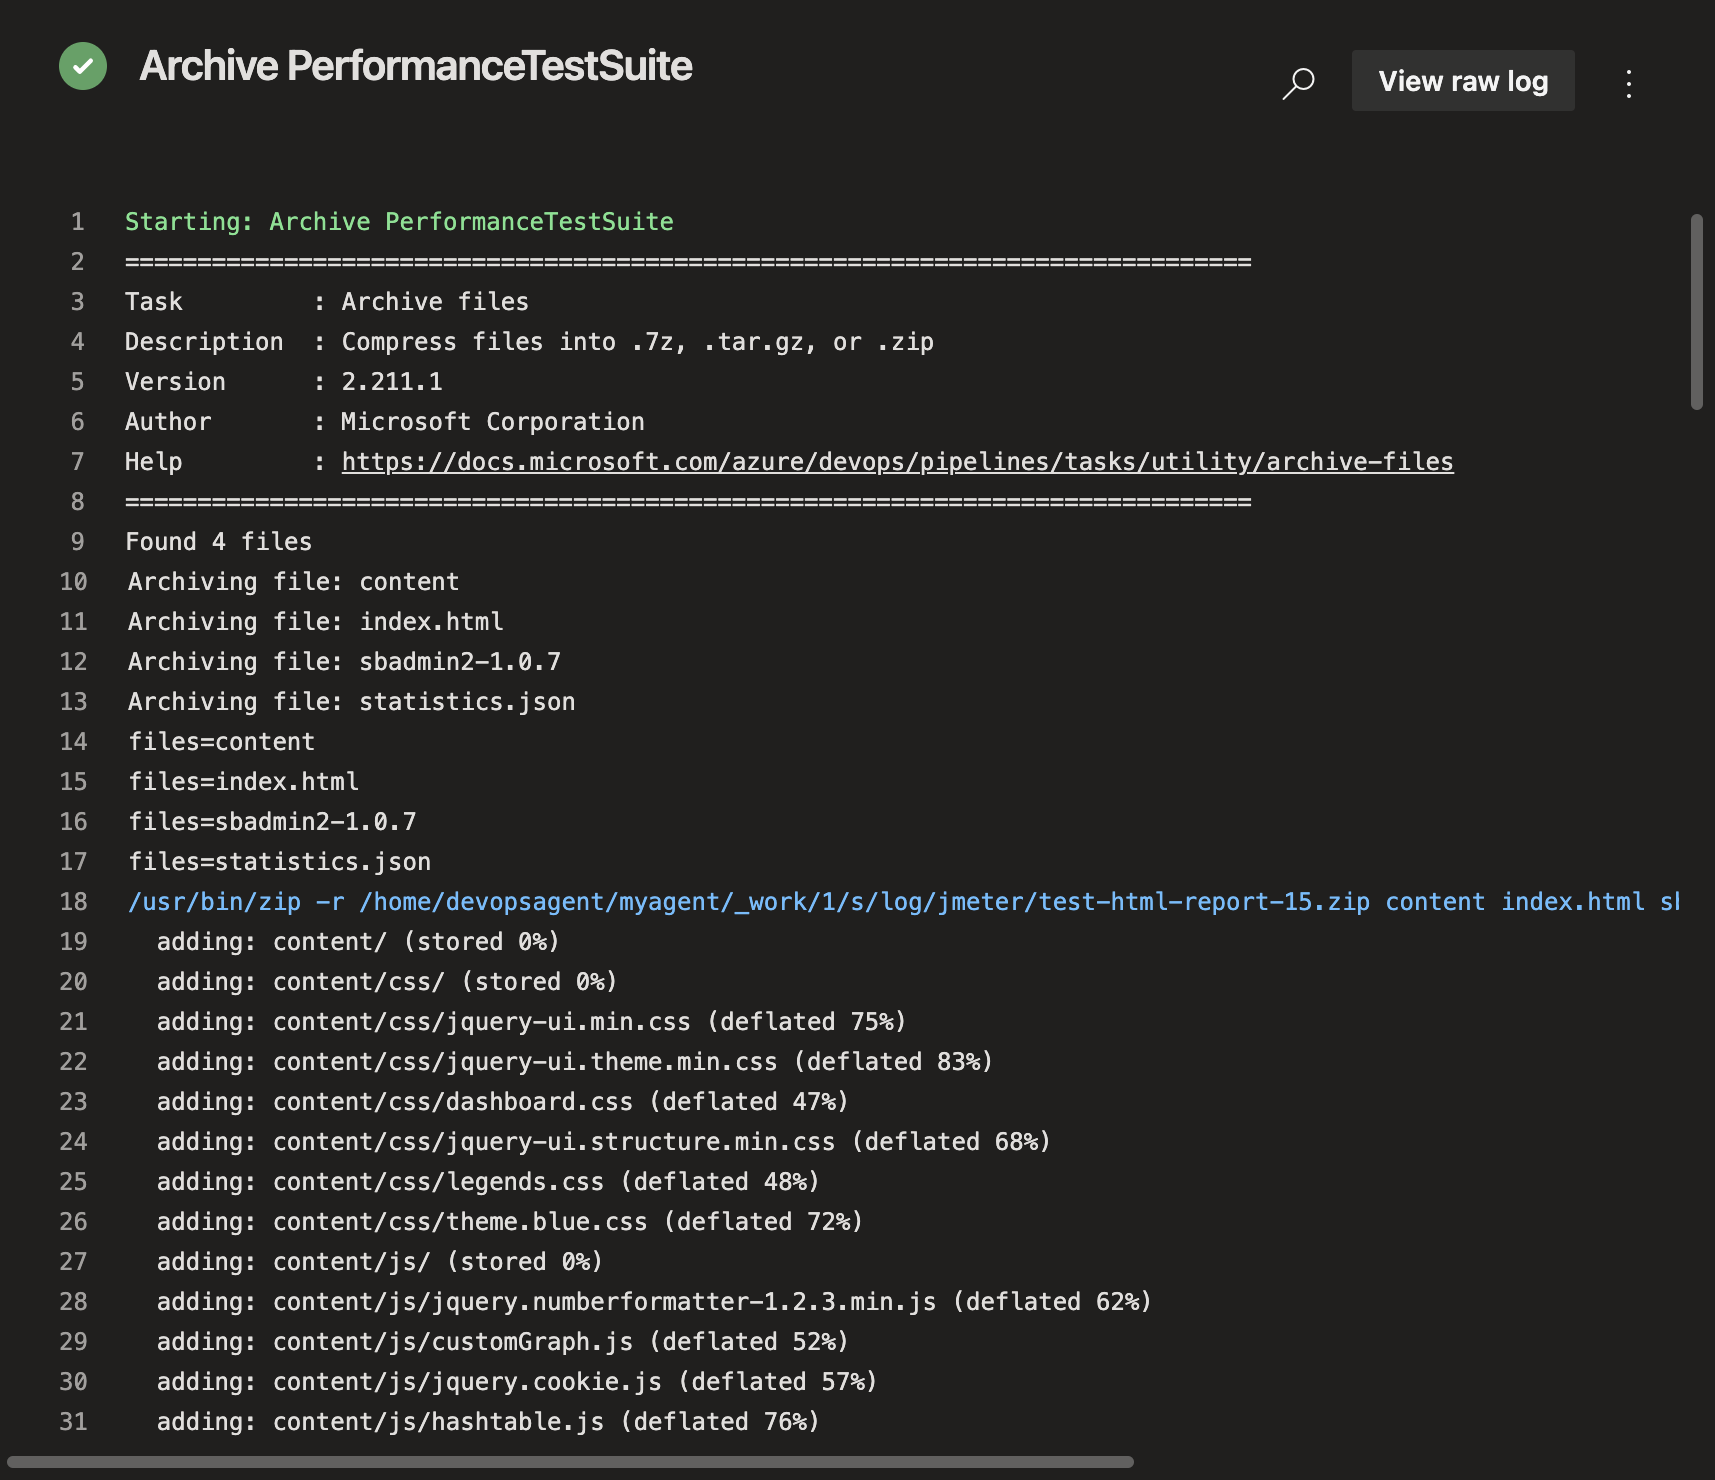 Archive PerformanceTestSuite
View raw log
1 Starting: Archive PerformanceTestSuite
2 ==============================================================================
3 Task         : Archive files
4 Description  : Compress files into .7z, .tar.gz, or .zip
5 Version      : 2.211.1
6 Author       : Microsoft Corporation
7 Help         : https://docs.microsoft.com/azure/devops/pipelines/tasks/utility/archive-files
8 ==============================================================================
9 Found 4 files
10 Archiving file: content
11 Archiving file: index.html
12 Archiving file: sbadmin2-1.0.7
13 Archiving file: statistics.json
14 files=content
15 files=index.html
16 files=sbadmin2-1.0.7
17 files=statistics.json
18 /usr/bin/zip -r /home/devopsagent/myagent/_work/1/s/log/jmeter/test-html-report-15.zip content index.html
19   adding: content/ (stored 0%)
20   adding: content/css/ (stored 0%)
21   adding: content/css/jquery-ui.min.css (deflated 75%)
22   adding: content/css/jquery-ui.theme.min.css (deflated 83%)
23   adding: content/css/dashboard.css (deflated 47%)
24   adding: content/css/jquery-ui.structure.min.css (deflated 68%)
25   adding: content/css/legends.css (deflated 48%)
26   adding: content/css/theme.blue.css (deflated 72%)
27   adding: content/js/ (stored 0%)
28   adding: content/js/jquery.numberformatter-1.2.3.min.js (deflated 62%)
29   adding: content/js/customGraph.js (deflated 52%)
30   adding: content/js/jquery.cookie.js (deflated 57%)
31   adding: content/js/hashtable.js (deflated 76%)